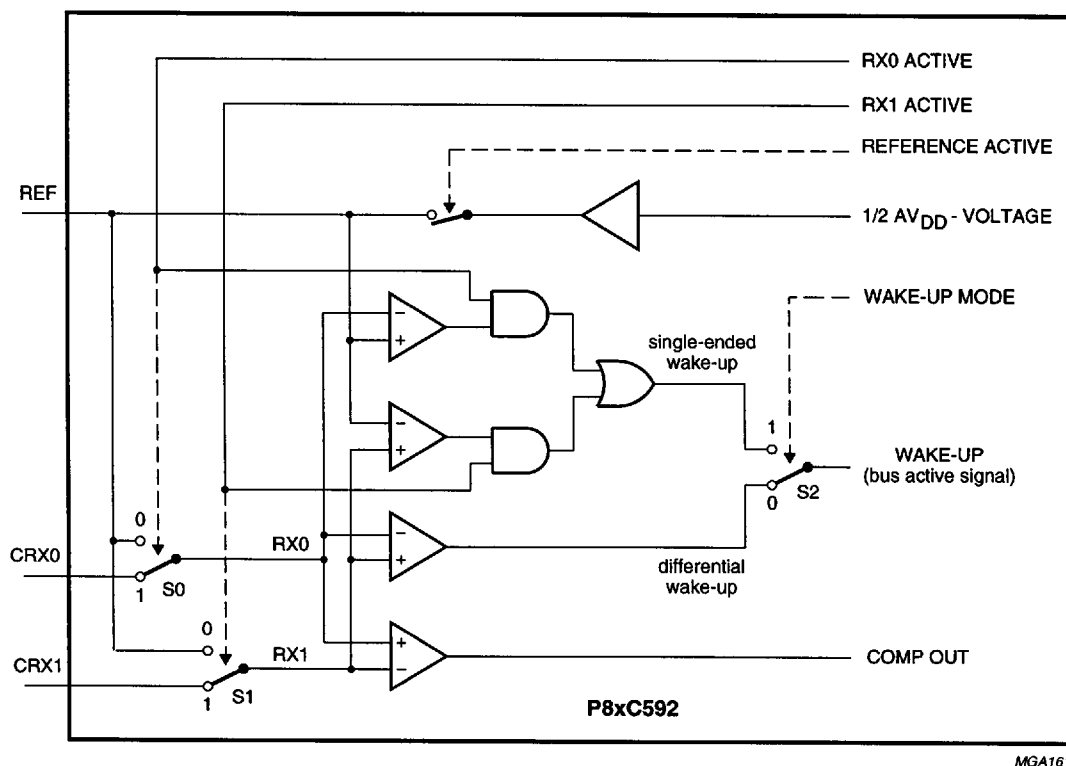 RX0 ACTIVE
RX1 ACTIVE
REFERENCE ACTIVE
REF
1/2 AVDD - VOLTAGE
WAKE-UP MODE
−
+
single-ended
wake-up
−
+
1
WAKE-UP
(bus active signal)
S2
0
0
CRX0
RX0
−
+
differential
wake-up
S0
1
0
CRX1
RX1
+
−
COMP OUT
S1
1
P8xC592
MGA16